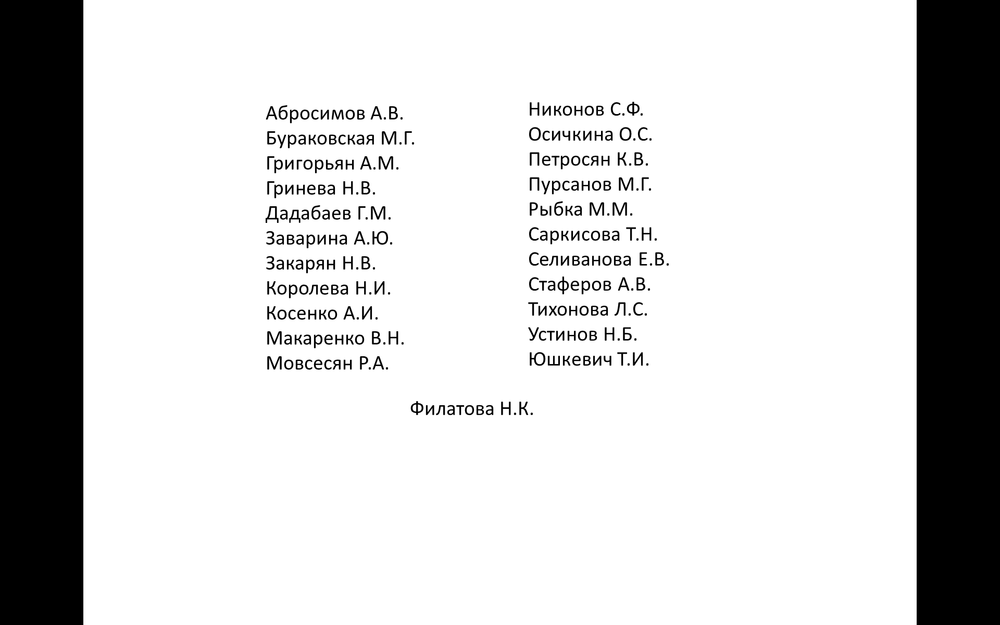 Абросимов А.В.
Бураковская М.Г.
Григорьян А.М.
Гринева Н.В.
Дадабаев Г.М.
Заварина А.Ю.
Закарян Н.В.
Королева Н.И.
Косенко А.И.
Макаренко В.Н.
Мовсесян Р.А.
Никонов С.Ф.
Осичкина О.С.
Петросян К.В.
Пурсанов М.Г.
Рыбка М.М.
Саркисова Т.Н.
Селиванова Е.В.
Стаферов А.В.
Тихонова Л.С.
Устинов Н.Б.
Юшкевич Т.И.
Филатова Н.К.